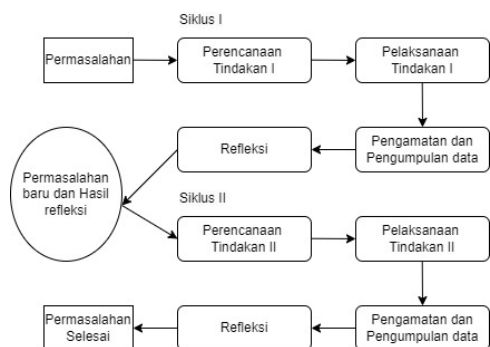 Siklus I
Permasalahan
Perencanaan
Tindakan I
Pelaksanaan
Tindakan I
Pengamatan dan
Pengumpulan data
Refleksi
Permasalahan
baru dan Hasil
refleksi
Siklus II
Perencanaan
Tindakan II
Pelaksanaan
Tindakan II
Pengamatan dan
Pengumpulan data
Refleksi
Permasalahan
Selesai